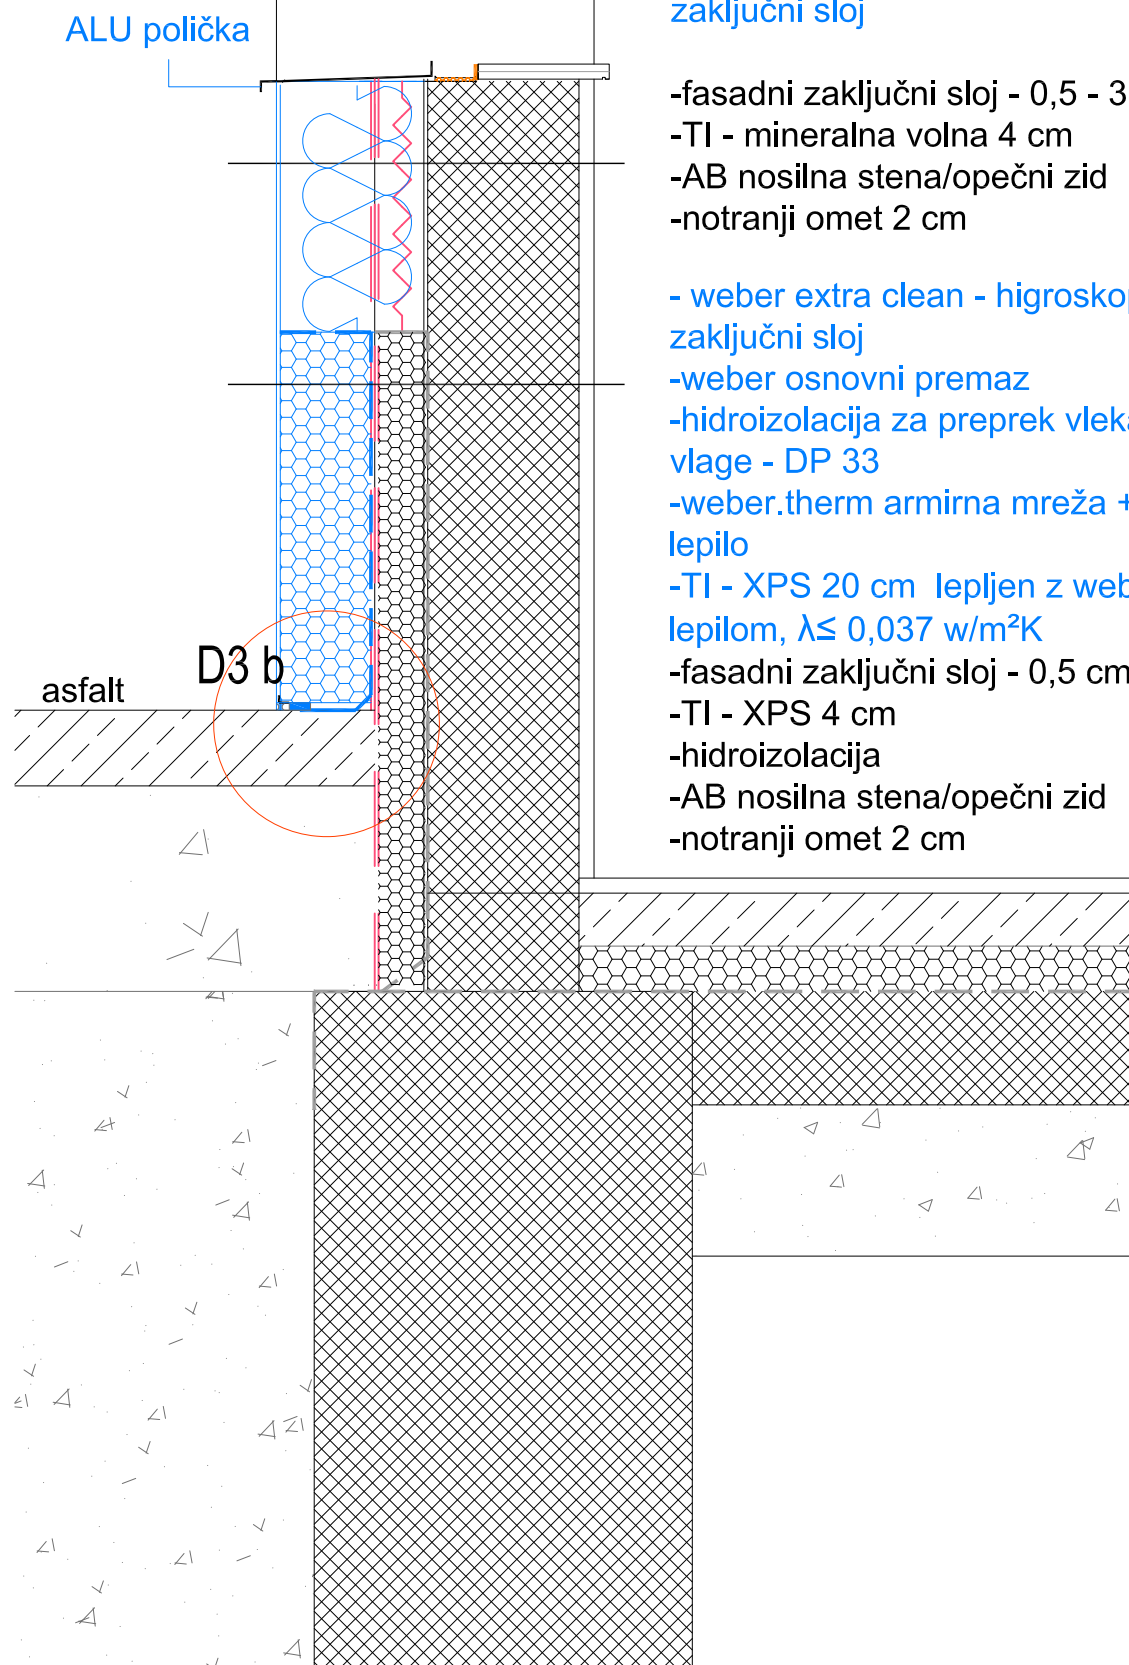 ALU polička
zaključni sloj
-fasadni zaključni sloj - 0,5 - 3
-TI - mineralna volna 4 cm
-AB nosilna stena/opečni zid
-notranji omet 2 cm
- weber extra clean - higrosko
zaključni sloj
-weber osnovni premaz
-hidroizolacija za preprek vlek
vlage - DP 33
-weber.therm armirna mreža +
lepilo
-TI - XPS 20 cm lepljen z web
lepilom, λ≤ 0,037 w/m²K
-fasadni zaključni sloj - 0,5 cm
-TI - XPS 4 cm
-hidroizolacija
-AB nosilna stena/opečni zid
-notranji omet 2 cm
D3 b
asfalt